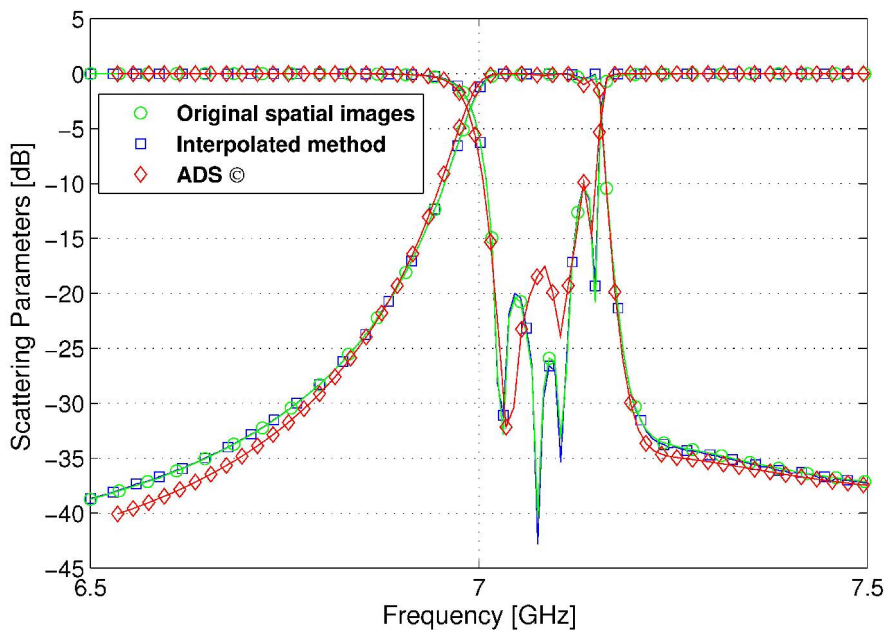 5
0
−5
−10
−15
−20
−25
−30
−35
−40
−45
Scattering Parameters [dB]
Original spatial images
Interpolated method
ADS ©
6.5
7
7.5
Frequency [GHz]